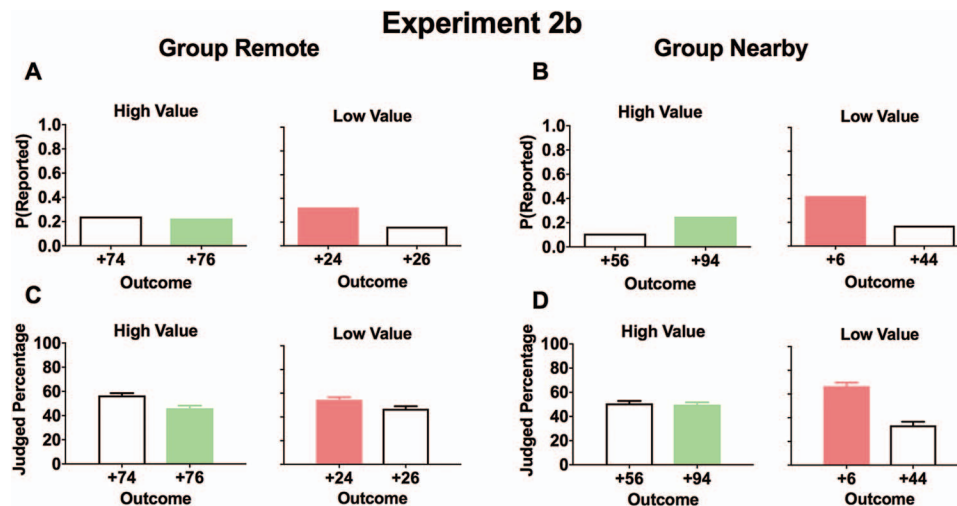 Experiment 2b
Group Remote
Group Nearby
A
High Value
Low Value
P(Reported)
1.0
0.8
0.6
0.4
0.2
0.0
+74
+76
Outcome
+24
+26
Outcome
B
High Value
Low Value
P(Reported)
1.0
0.8
0.6
0.4
0.2
0.0
+56
+94
Outcome
+6
+44
Outcome
C
High Value
Low Value
Judged Percentage
100
80
60
40
20
0
+74
+76
Outcome
+24
+26
Outcome
D
High Value
Low Value
Judged Percentage
100
80
60
40
20
0
+56
+94
Outcome
+6
+44
Outcome